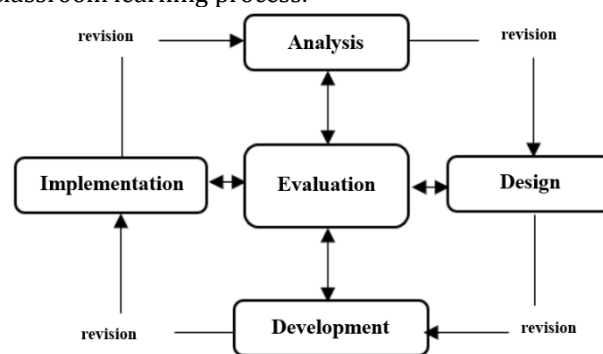 classroom learning process.
revision
Analysis
revision
Implementation
Evaluation
Design
revision
Development
revision